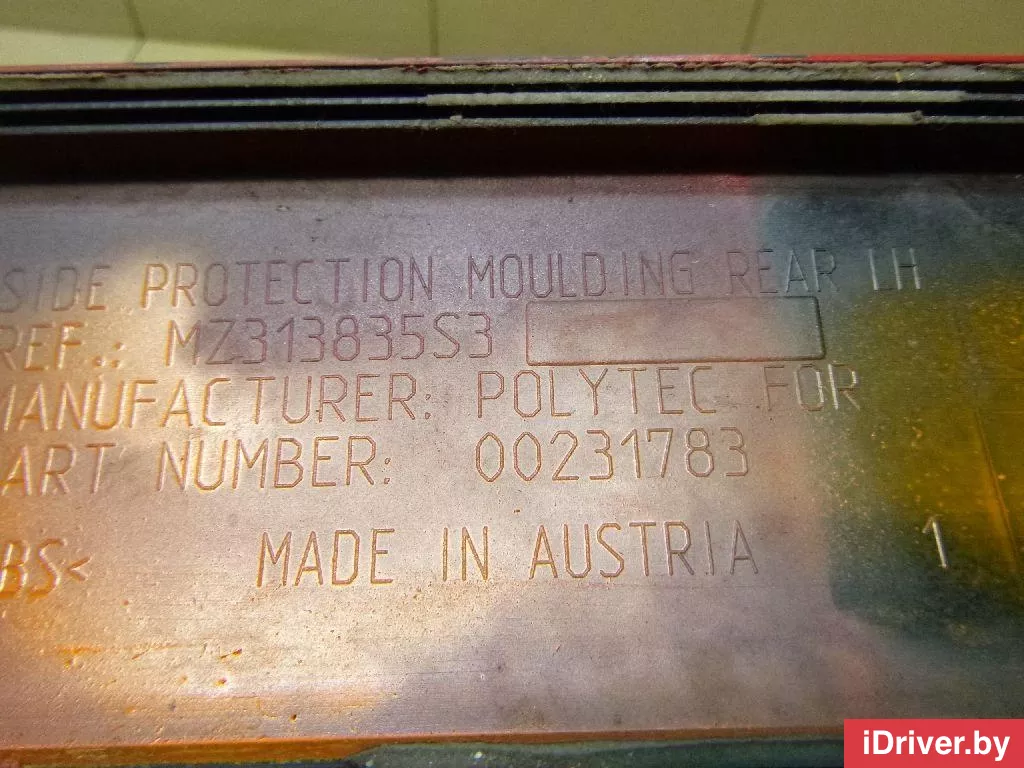 SIDE PROTECTION MOULDING REAR LH
REF.: MZ313835S3
MANUFACTURER: POLYTEC FOR
ART NUMBER: 00231783
BS< MADE IN AUSTRIA 1
iDriver.by